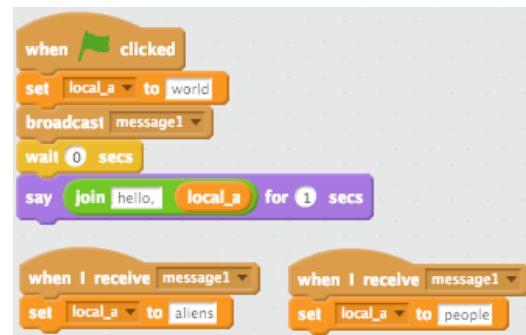 when clicked
set local_a to world
broadcast message1
wait 0 secs
say join hello, local_a for 1 secs
when I receive message1
set local_a to aliens
when I receive message1
set local_a to people